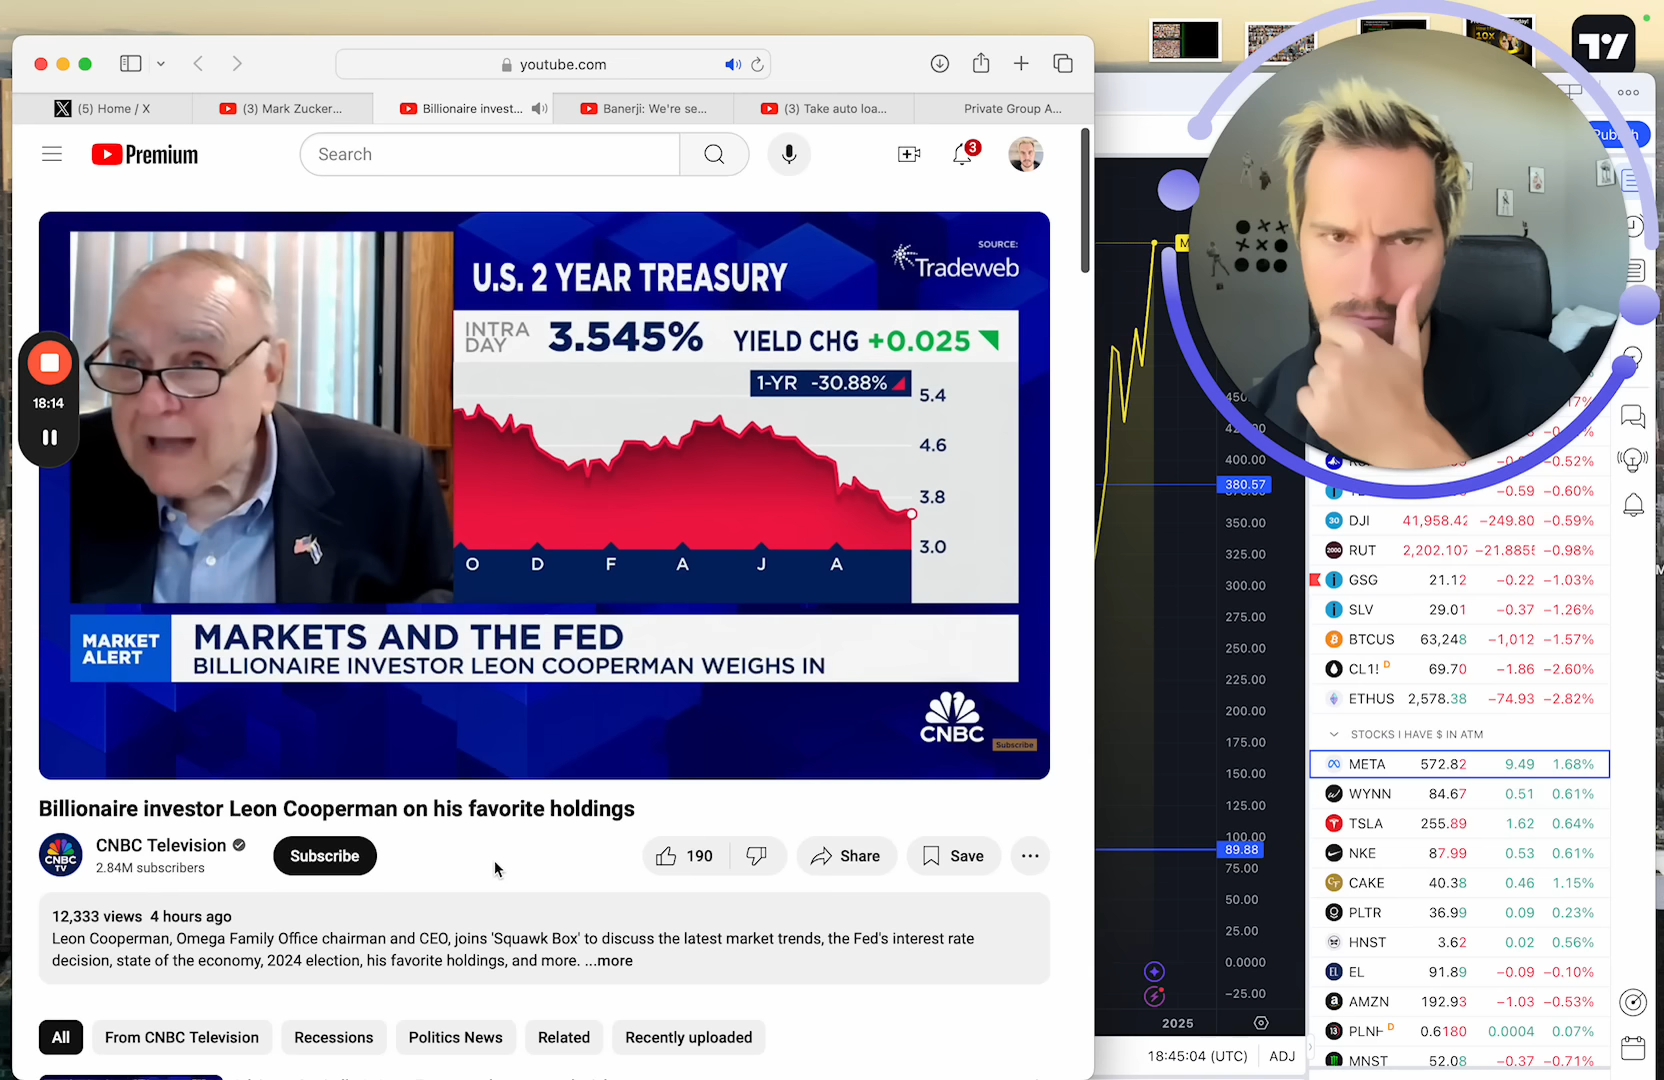 youtube.com
(5) Home / X
(3) Mark Zucker...
Billionaire invest...
Banerji: We're se...
(3) Take auto loa...
Private Group A...
Premium
Search
3
SOURCE:
Tradeweb
U.S. 2 YEAR TREASURY
INTRA DAY
3.545% YIELD CHG +0.025
1-YR -30.88%
5.4
4.6
3.8
3.0
O D F A J A
MARKET ALERT
MARKETS AND THE FED
BILLIONAIRE INVESTOR LEON COOPERMAN WEIGHS IN
CNBC
Subscribe
18:14
Billionaire investor Leon Cooperman on his favorite holdings
CNBC TV
CNBC Television
2.84M subscribers
Subscribe
190
Share
Save
12,333 views 4 hours ago
Leon Cooperman, Omega Family Office chairman and CEO, joins 'Squawk Box' to discuss the latest market trends, the Fed's interest rate
decision, state of the economy, 2024 election, his favorite holdings, and more. ...more
All
From CNBC Television
Recessions
Politics News
Related
Recently uploaded
10X
400.00
380.57
350.00
325.00
300.00
275.00
250.00
225.00
200.00
175.00
150.00
125.00
100.00
89.88
75.00
50.00
25.00
0.0000
−25.00
2025
18:45:04 (UTC) ADJ
−0.52%
−0.59 −0.60%
30 DJI 41,958.42 −249.80 −0.59%
2000 RUT 2,202.107 −21.885 −0.98%
GSG 21.12 −0.22 −1.03%
SLV 29.01 −0.37 −1.26%
BTCUS 63,248 −1,012 −1.57%
CL1! D 69.70 −1.86 −2.60%
ETHUS 2,578.38 −74.93 −2.82%
STOCKS I HAVE $ IN ATM
META 572.82 9.49 1.68%
WYNN 84.67 0.51 0.61%
TSLA 255.89 1.62 0.64%
NKE 87.99 0.53 0.61%
CAKE 40.38 0.46 1.15%
PLTR 36.99 0.09 0.23%
HNST 3.62 0.02 0.56%
EL EL 91.89 −0.09 −0.10%
AMZN 192.93 −1.03 −0.53%
13 PLNH D 0.6180 0.0004 0.07%
MNST 52.08 −0.37 −0.71%